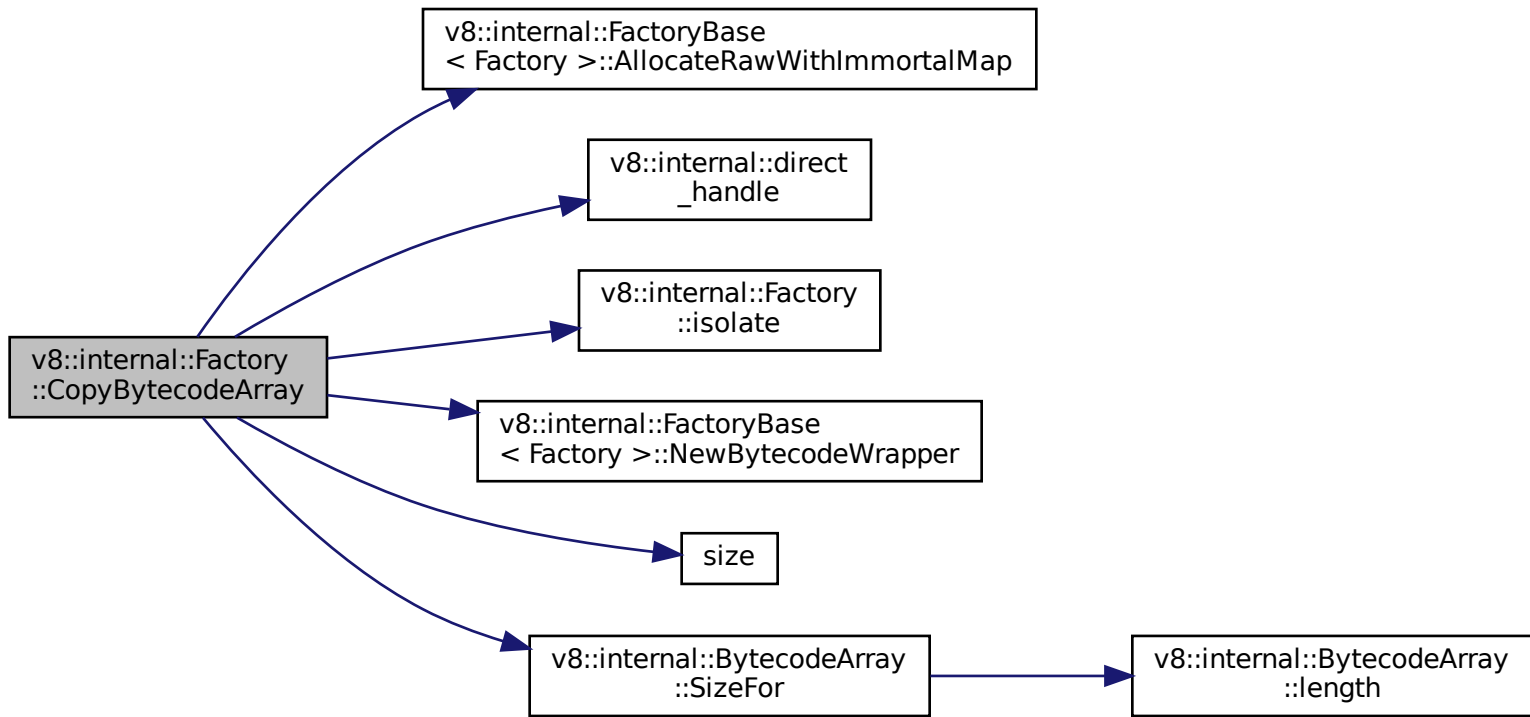 v8::internal::FactoryBase
< Factory >::AllocateRawWithImmortalMap
v8::internal::direct
_handle
v8::internal::Factory
::isolate
v8::internal::Factory
::CopyBytecodeArray
v8::internal::FactoryBase
< Factory >::NewBytecodeWrapper
size
v8::internal::BytecodeArray
::SizeFor
v8::internal::BytecodeArray
::length